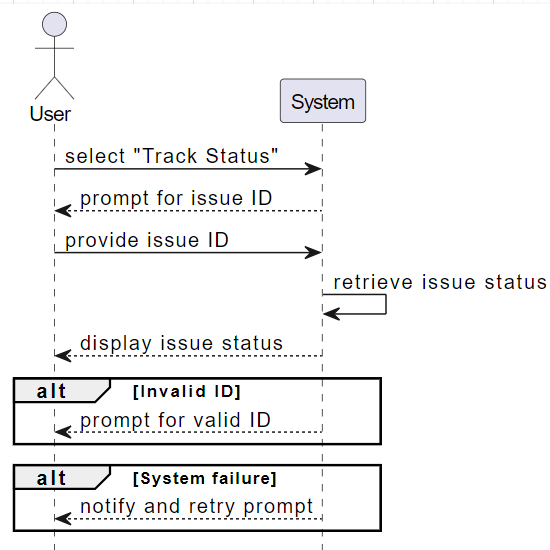 User
System
select "Track Status"
prompt for issue ID
provide issue ID
retrieve issue status
display issue status
alt [Invalid ID]
prompt for valid ID
alt [System failure]
notify and retry prompt